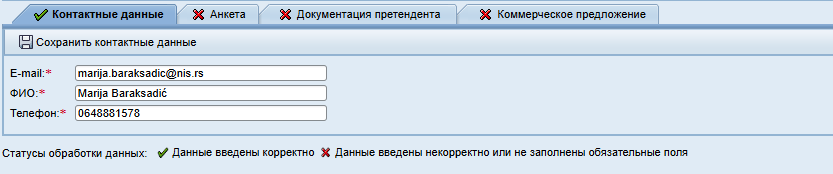 Контактные данные Анкета Документация претендента Коммерческое предложение
Сохранить контактные данные
E-mail:* marija.baraksadic@nis.rs
ФИО:* Marija Baraksadić
Телефон:* 0648881578
Статусы обработки данных: Данные введены корректно Данные введены некорректно или не заполнены обязательные поля